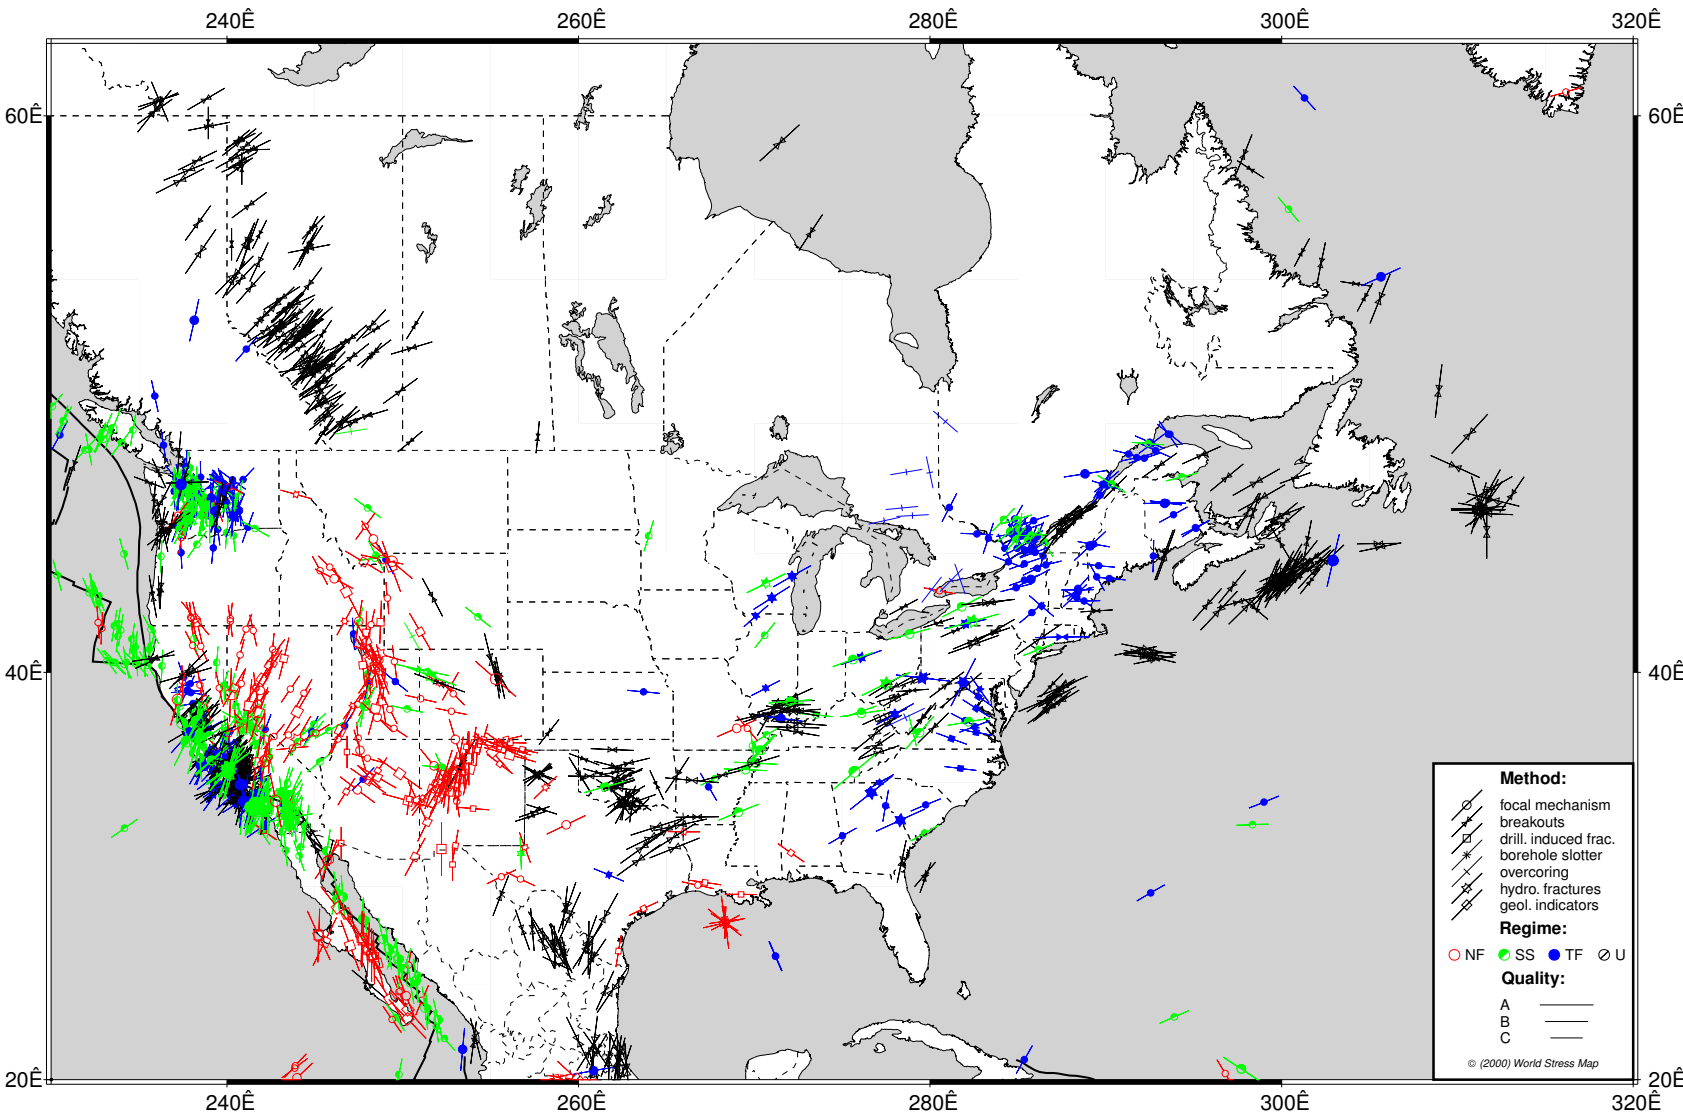 240Ê 260Ê 280Ê 300Ê 320Ê
60Ê 60Ê
40Ê 40Ê
Method:
focal mechanism
breakouts
drill. induced frac.
borehole slotter
overcoring
hydro. fractures
geol. indicators
Regime:
NF SS TF U
Quality:
A
B
C
© (2000) World Stress Map
20Ê 20Ê
240Ê 260Ê 280Ê 300Ê 320Ê